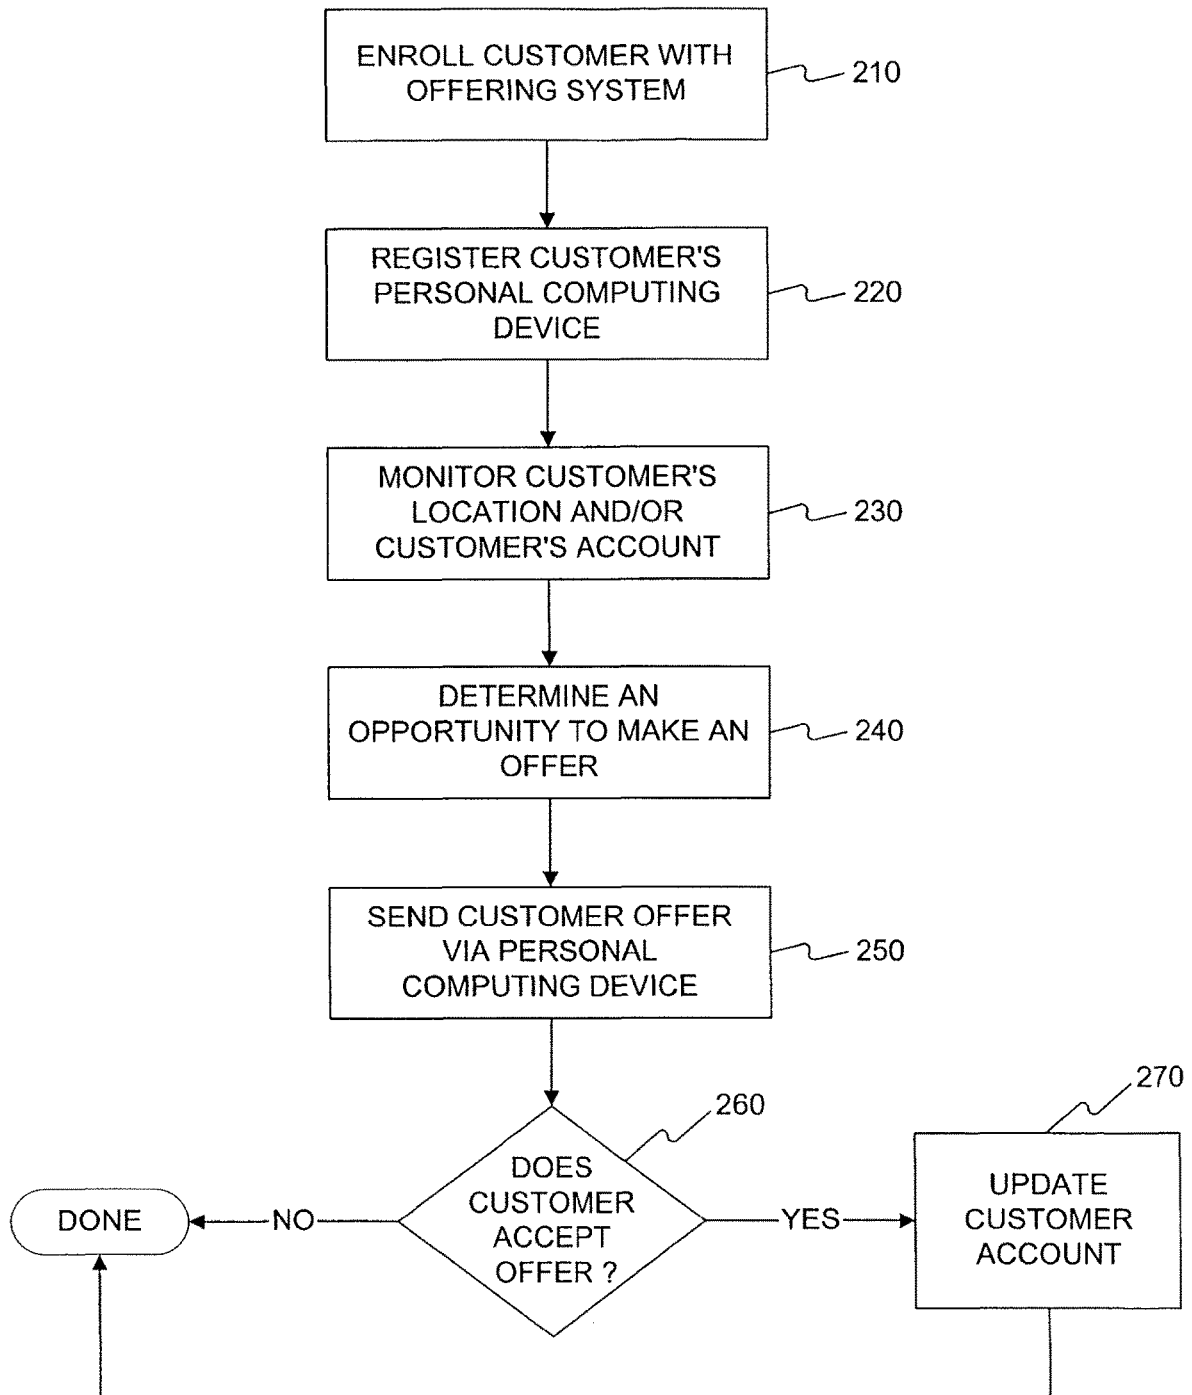 ENROLL CUSTOMER WITH
OFFERING SYSTEM
210
REGISTER CUSTOMER'S
PERSONAL COMPUTING
DEVICE
220
MONITOR CUSTOMER'S
LOCATION AND/OR
CUSTOMER'S ACCOUNT
230
DETERMINE AN
OPPORTUNITY TO MAKE AN
OFFER
240
SEND CUSTOMER OFFER
VIA PERSONAL
COMPUTING DEVICE
250
260
DOES
CUSTOMER
ACCEPT
OFFER ?
NO
DONE
YES
270
UPDATE
CUSTOMER
ACCOUNT